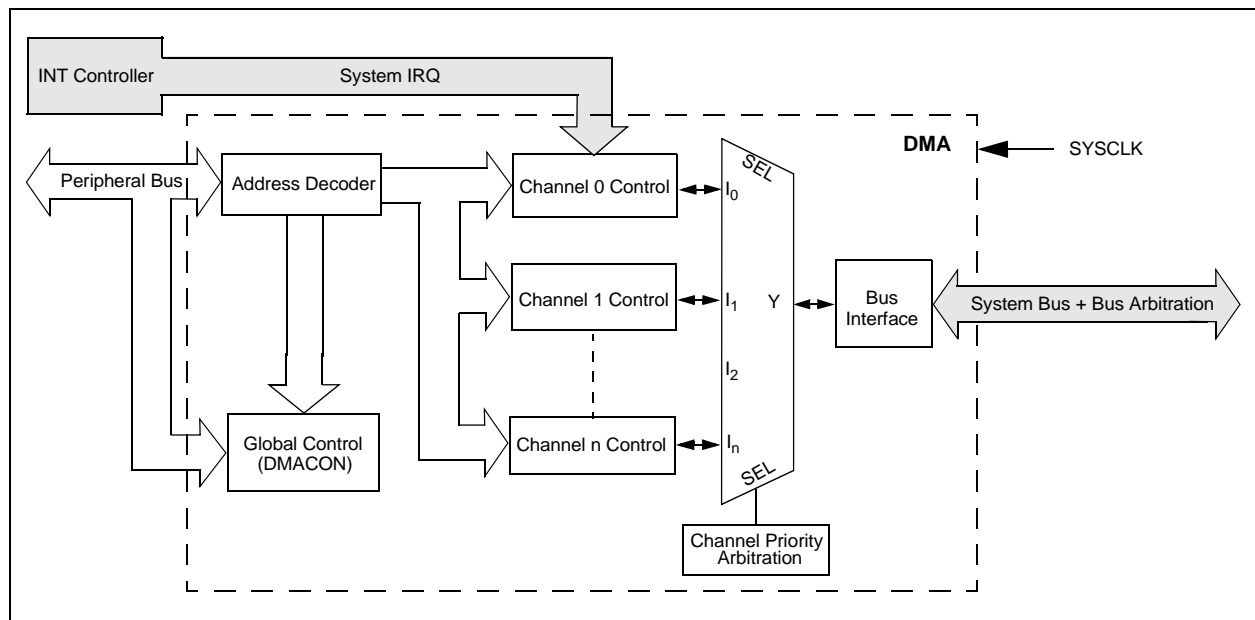 INT Controller
System IRQ
DMA
SYSCLK
Peripheral Bus
Address Decoder
Channel 0 Control
I0
SEL
Channel 1 Control
I1
Y
Bus
Interface
System Bus + Bus Arbitration
I2
Global Control
(DMACON)
Channel n Control
In
SEL
Channel Priority
Arbitration